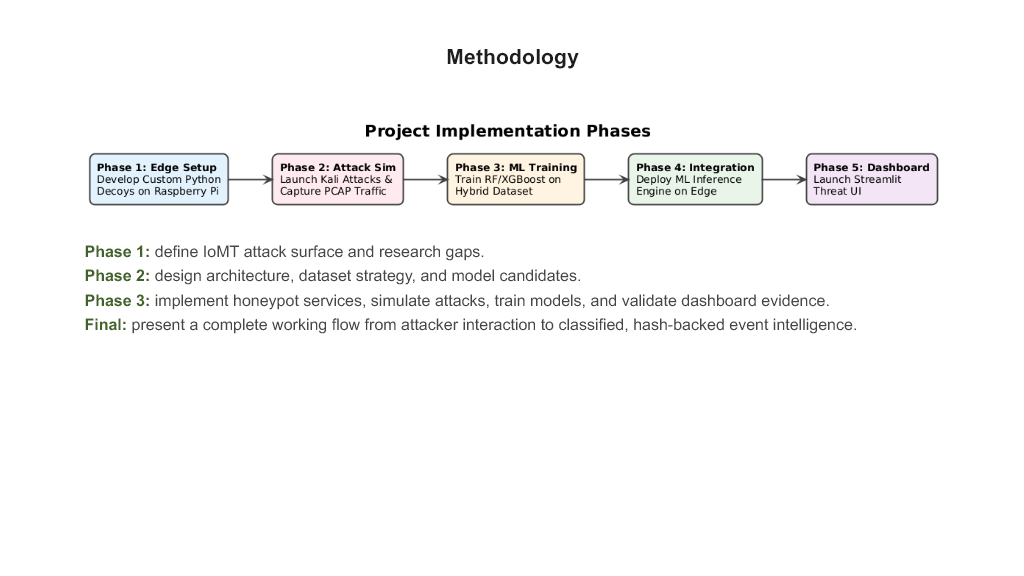 Methodology
Project Implementation Phases
Phase 1: Edge Setup
Develop Custom Python
Decoys on Raspberry Pi
Phase 2: Attack Sim
Launch Kali Attacks &
Capture PCAP Traffic
Phase 3: ML Training
Train RF/XGBoost on
Hybrid Dataset
Phase 4: Integration
Deploy ML Inference
Engine on Edge
Phase 5: Dashboard
Launch Streamlit
Threat UI
Phase 1: define IoMT attack surface and research gaps.
Phase 2: design architecture, dataset strategy, and model candidates.
Phase 3: implement honeypot services, simulate attacks, train models, and validate dashboard evidence.
Final: present a complete working flow from attacker interaction to classified, hash-backed event intelligence.